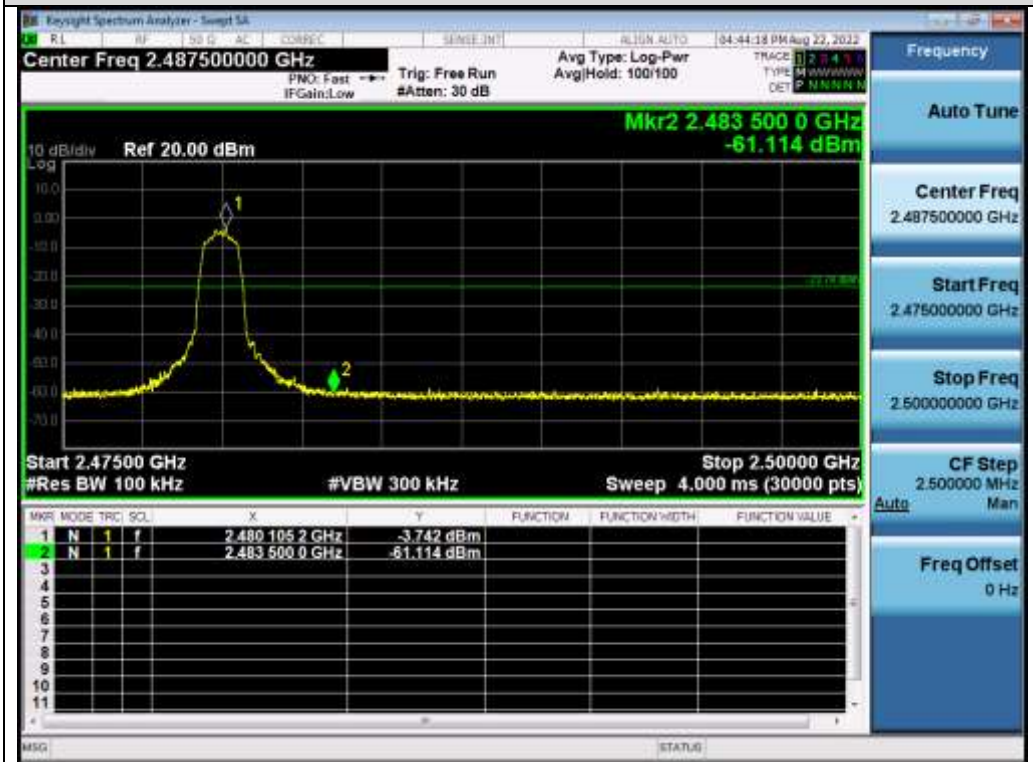 Keysight Spectrum Analyzer - Swept SA
RL RF 50 Ω AC CORREC SENSE:INT ALIGN AUTO 04:44:18 PM Aug 22, 2022
Center Freq 2.487500000 GHz
PNO: Fast
IFGain:Low
Trig: Free Run
#Atten: 30 dB
Avg Type: Log-Pwr
Avg|Hold: 100/100
TRACE 1 2 3 4 5 6
TYPE M W W W W W
DET P N N N N N
Mkr2 2.483 500 0 GHz
-61.114 dBm
10 dB/div Ref 20.00 dBm
Log
10.0
0.00
-10.0
-20.0
-30.0
-40.0
-50.0
-60.0
-70.0
1
2
Start 2.47500 GHz Stop 2.50000 GHz
#Res BW 100 kHz #VBW 300 kHz Sweep 4.000 ms (30000 pts)
MKR MODE TRC SCL X Y FUNCTION FUNCTION WIDTH FUNCTION VALUE
1 N 1 f 2.480 105 2 GHz -3.742 dBm
2 N 1 f 2.483 500 0 GHz -61.114 dBm
3
4
5
6
7
8
9
10
11
MSG STATUS
Frequency
Auto Tune
Center Freq
2.487500000 GHz
Start Freq
2.475000000 GHz
Stop Freq
2.500000000 GHz
CF Step
2.500000 MHz
Auto Man
Freq Offset
0 Hz